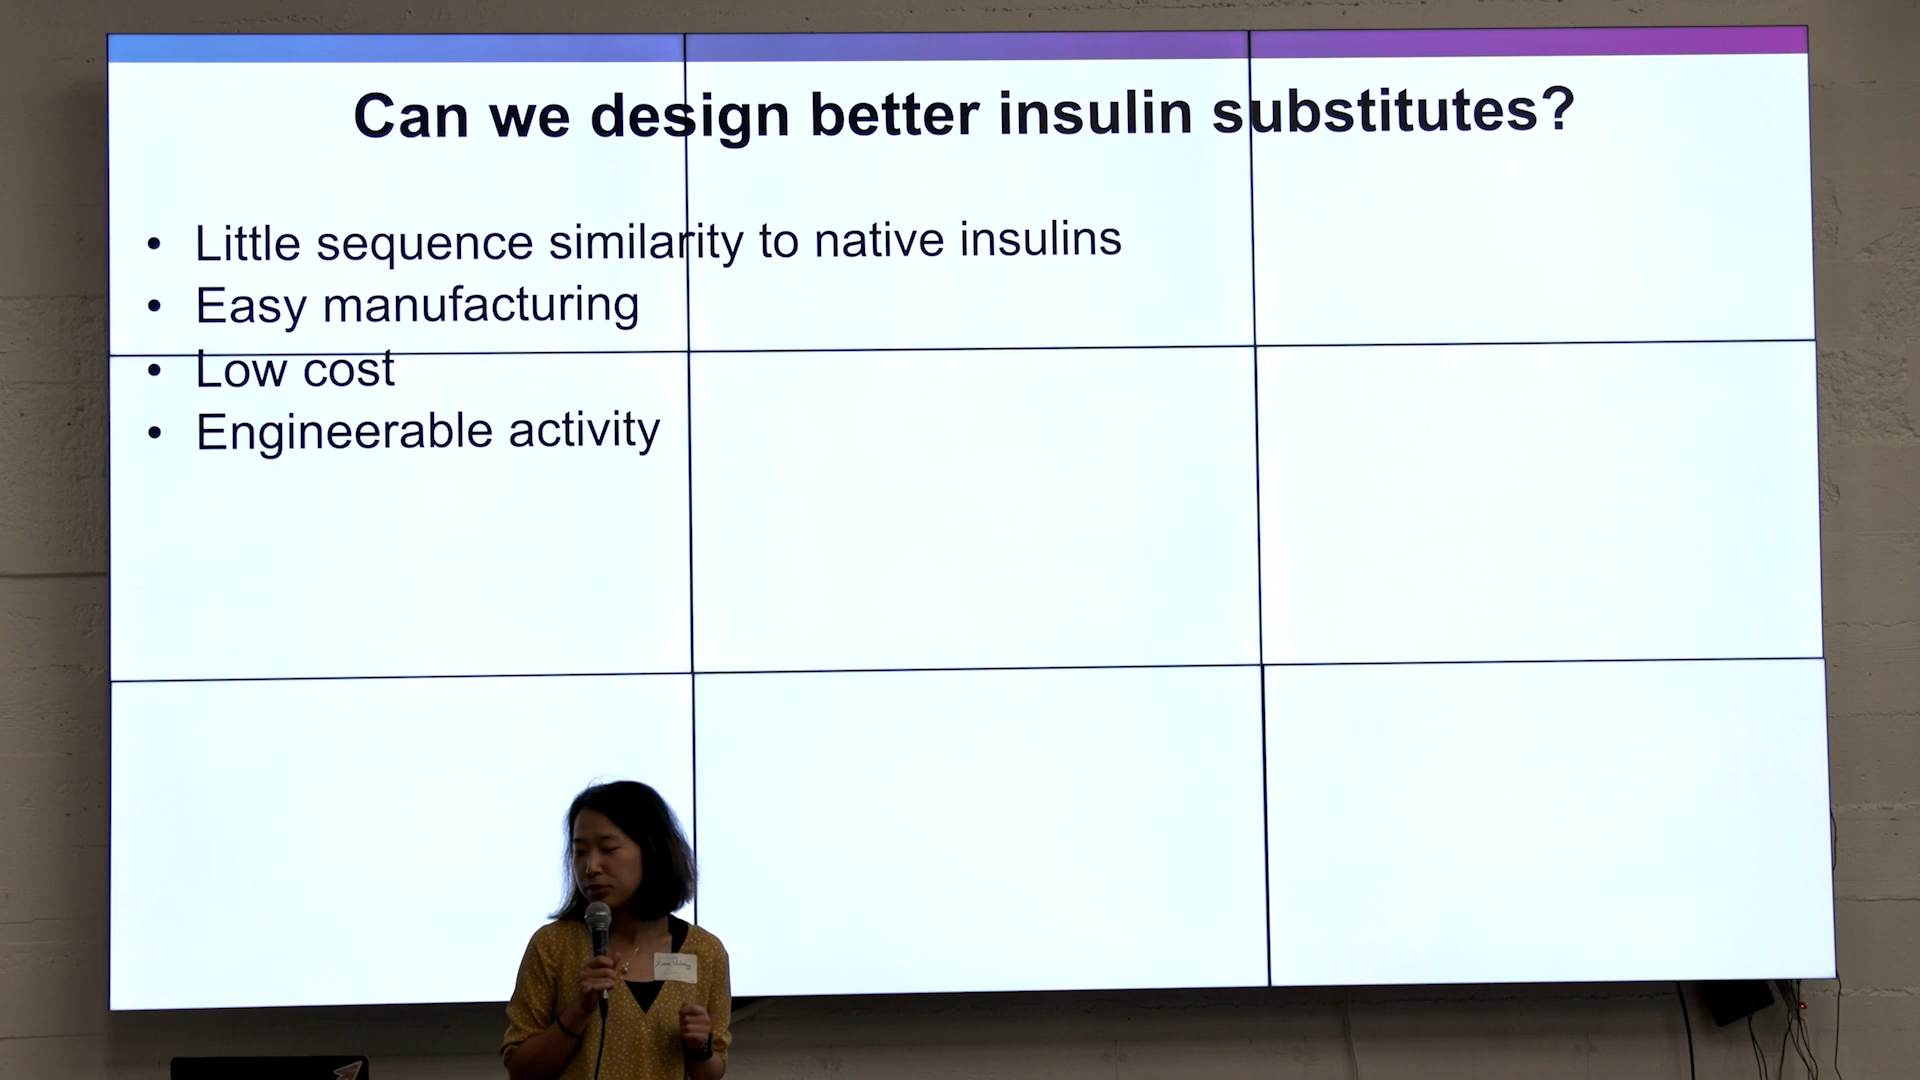 Can we design better insulin substitutes?
• Little sequence similarity to native insulins
• Easy manufacturing
• Low cost
• Engineerable activity